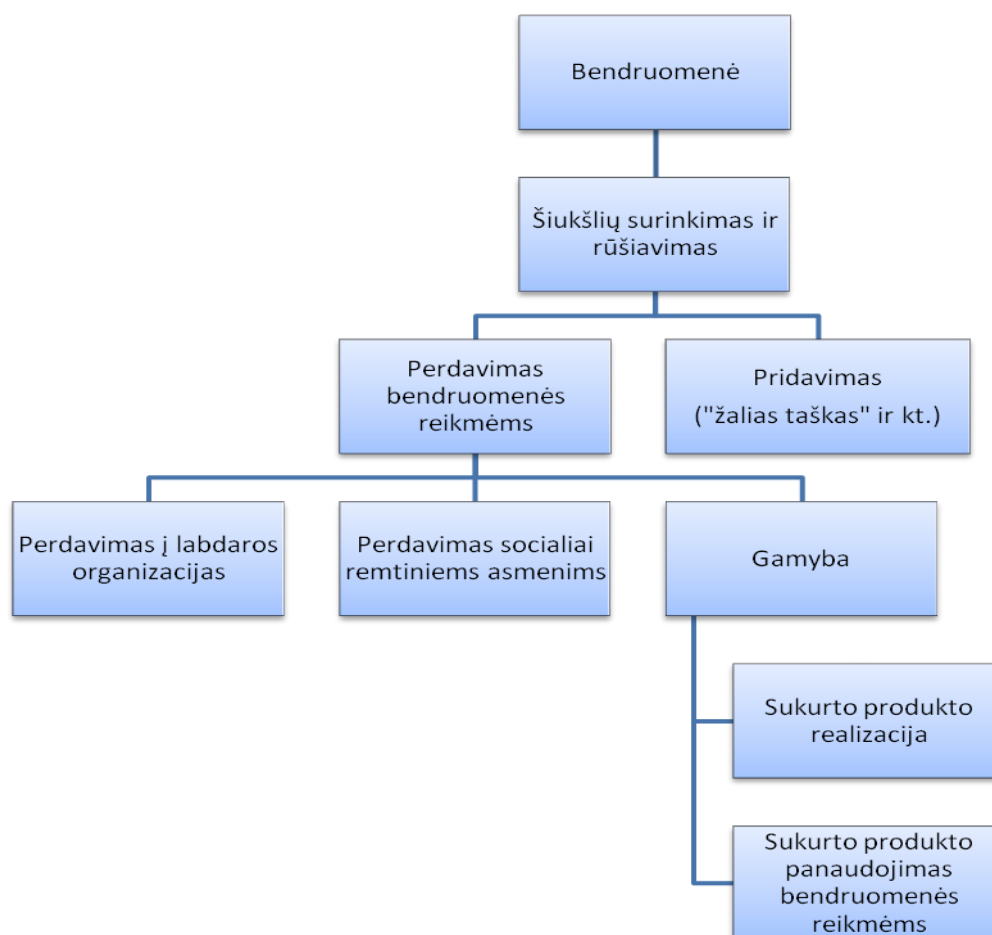 Bendruomenė
Šiukšlių surinkimas ir
rūšiavimas
Perdavimas
bendruomenės
reikmėms
Pridavimas
("žalias taškas" ir kt.)
Perdavimas į labdaros
organizacijas
Perdavimas socialiai
remtiniems asmenims
Gamyba
Sukurto produkto
realizacija
Sukurto produkto
panaudojimas
bendruomenės
reikmėms